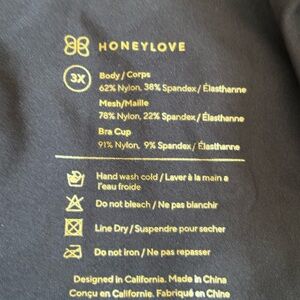 HONEYLOVE
3X
Body / Corps
62% Nylon, 38% Spandex / Élasthanne
Mesh/Maille
78% Nylon, 22% Spandex / Élasthanne
Bra Cup
91% Nylon, 9% Spandex / Élasthanne
Hand wash cold / Laver à la main a
l'eau froide
Do not bleach / Ne pas blanchir
Line Dry / Suspendre pour secher
Do not iron / Ne pas repasser
Designed in California. Made in China
Conçu en Californie. Fabriqué en Chine